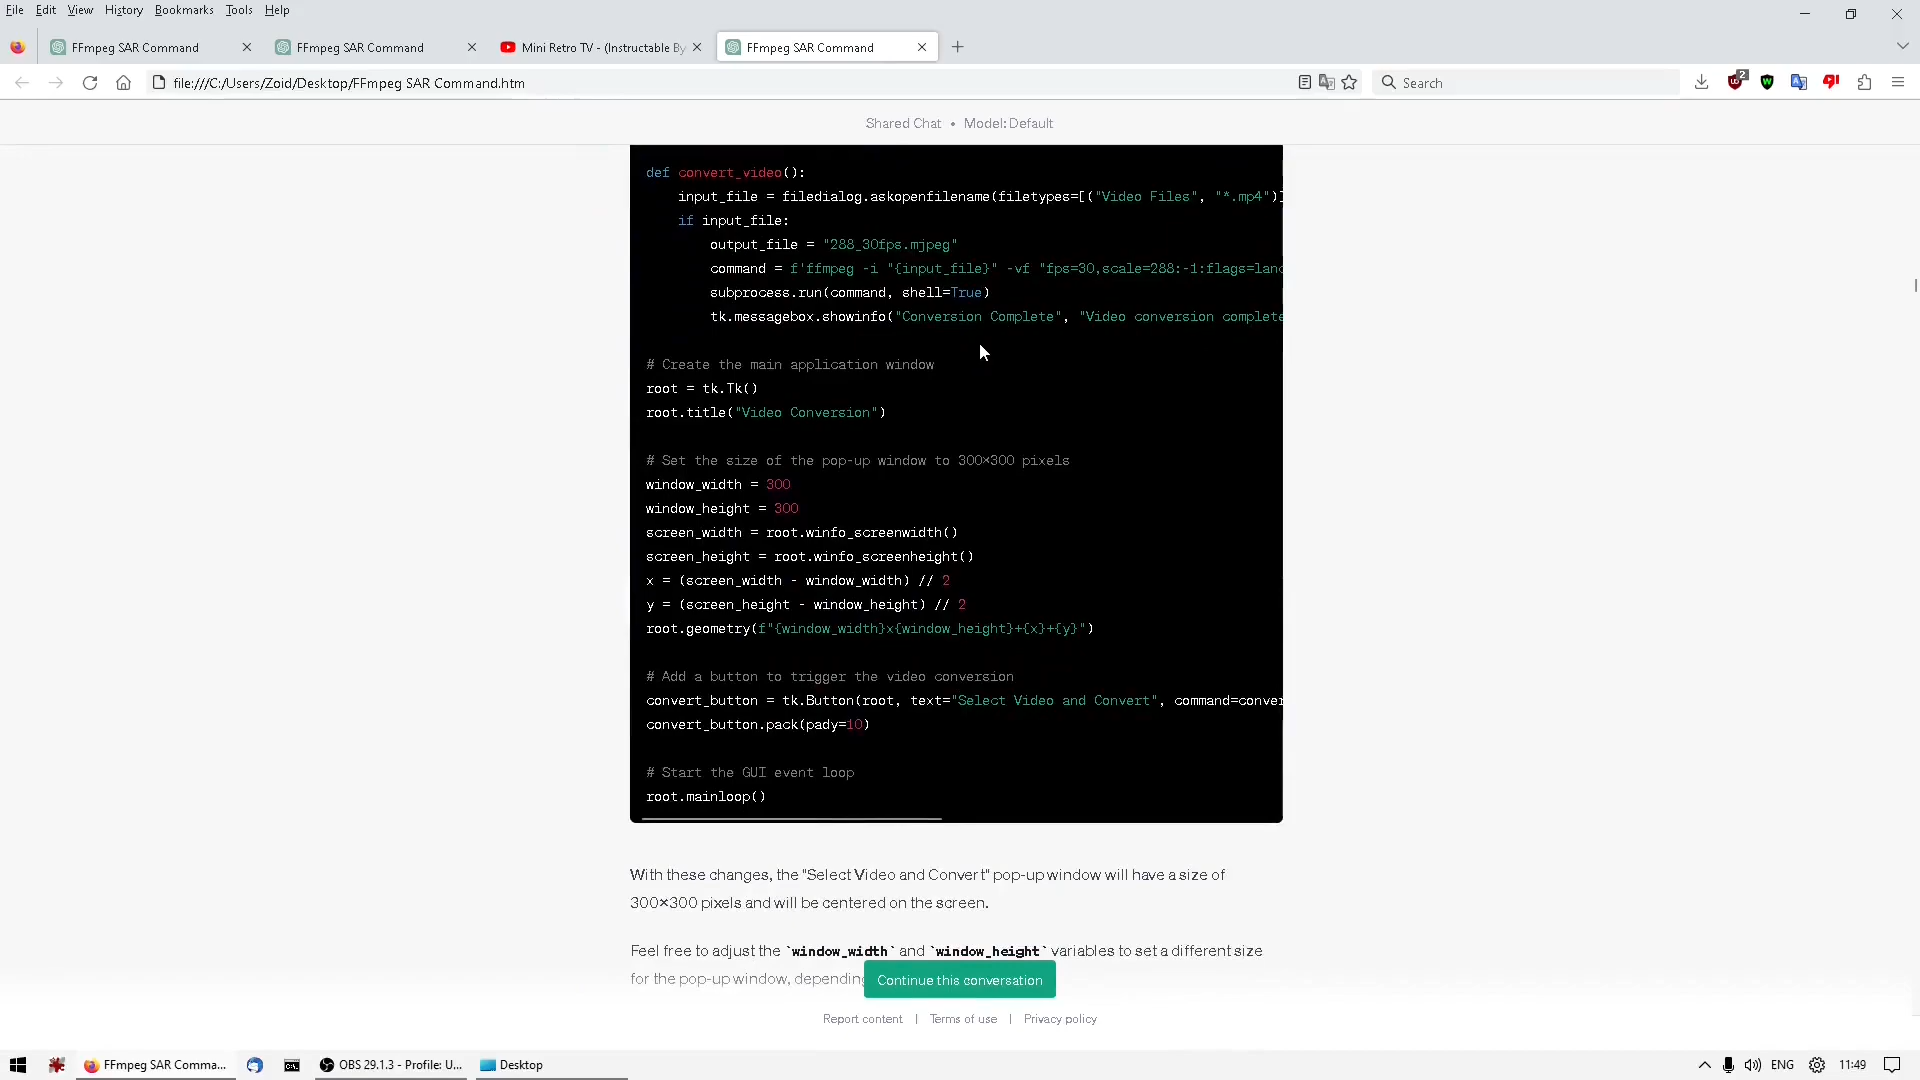 File Edit View History Bookmarks Tools Help
FFmpeg SAR Command
FFmpeg SAR Command
Mini Retro TV - (Instructable By
FFmpeg SAR Command
file:///C:/Users/Zoid/Desktop/FFmpeg SAR Command.htm
Search
2
Shared Chat • Model: Default
def convert_video():
input_file = filedialog.askopenfilename(filetypes=[("Video Files", "*.mp4")]
if input_file:
output_file = "288_30fps.mjpeg"
command = f'ffmpeg -i "{input_file}" -vf "fps=30,scale=288:-1:flags=lanc
subprocess.run(command, shell=True)
tk.messagebox.showinfo("Conversion Complete", "Video conversion complete
# Create the main application window
root = tk.Tk()
root.title("Video Conversion")
# Set the size of the pop-up window to 300×300 pixels
window_width = 300
window_height = 300
screen_width = root.winfo_screenwidth()
screen_height = root.winfo_screenheight()
x = (screen_width - window_width) // 2
y = (screen_height - window_height) // 2
root.geometry(f"{window_width}x{window_height}+{x}+{y}")
# Add a button to trigger the video conversion
convert_button = tk.Button(root, text="Select Video and Convert", command=conver
convert_button.pack(pady=10)
# Start the GUI event loop
root.mainloop()
With these changes, the "Select Video and Convert" pop-up window will have a size of
300×300 pixels and will be centered on the screen.
Feel free to adjust the `window_width` and `window_height` variables to set a different size
for the pop-up window, depending
Continue this conversation
Report content | Terms of use | Privacy policy
FFmpeg SAR Comma...
OBS 29.1.3 - Profile: U...
Desktop
ENG
11:49